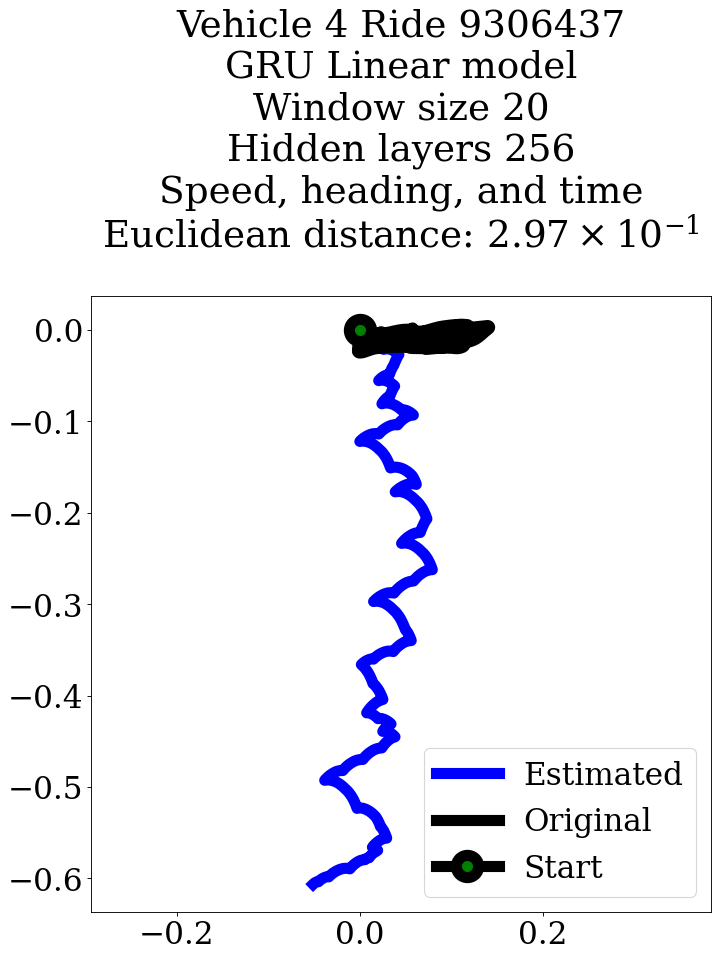 Vehicle 4 Ride 9306437
GRU Linear model
Window size 20
Hidden layers 256
Speed, heading, and time
Euclidean distance: 2.97 × 10⁻¹
0.0
−0.1
−0.2
−0.3
−0.4
−0.5
−0.6
Estimated
Original
Start
−0.2 0.0 0.2